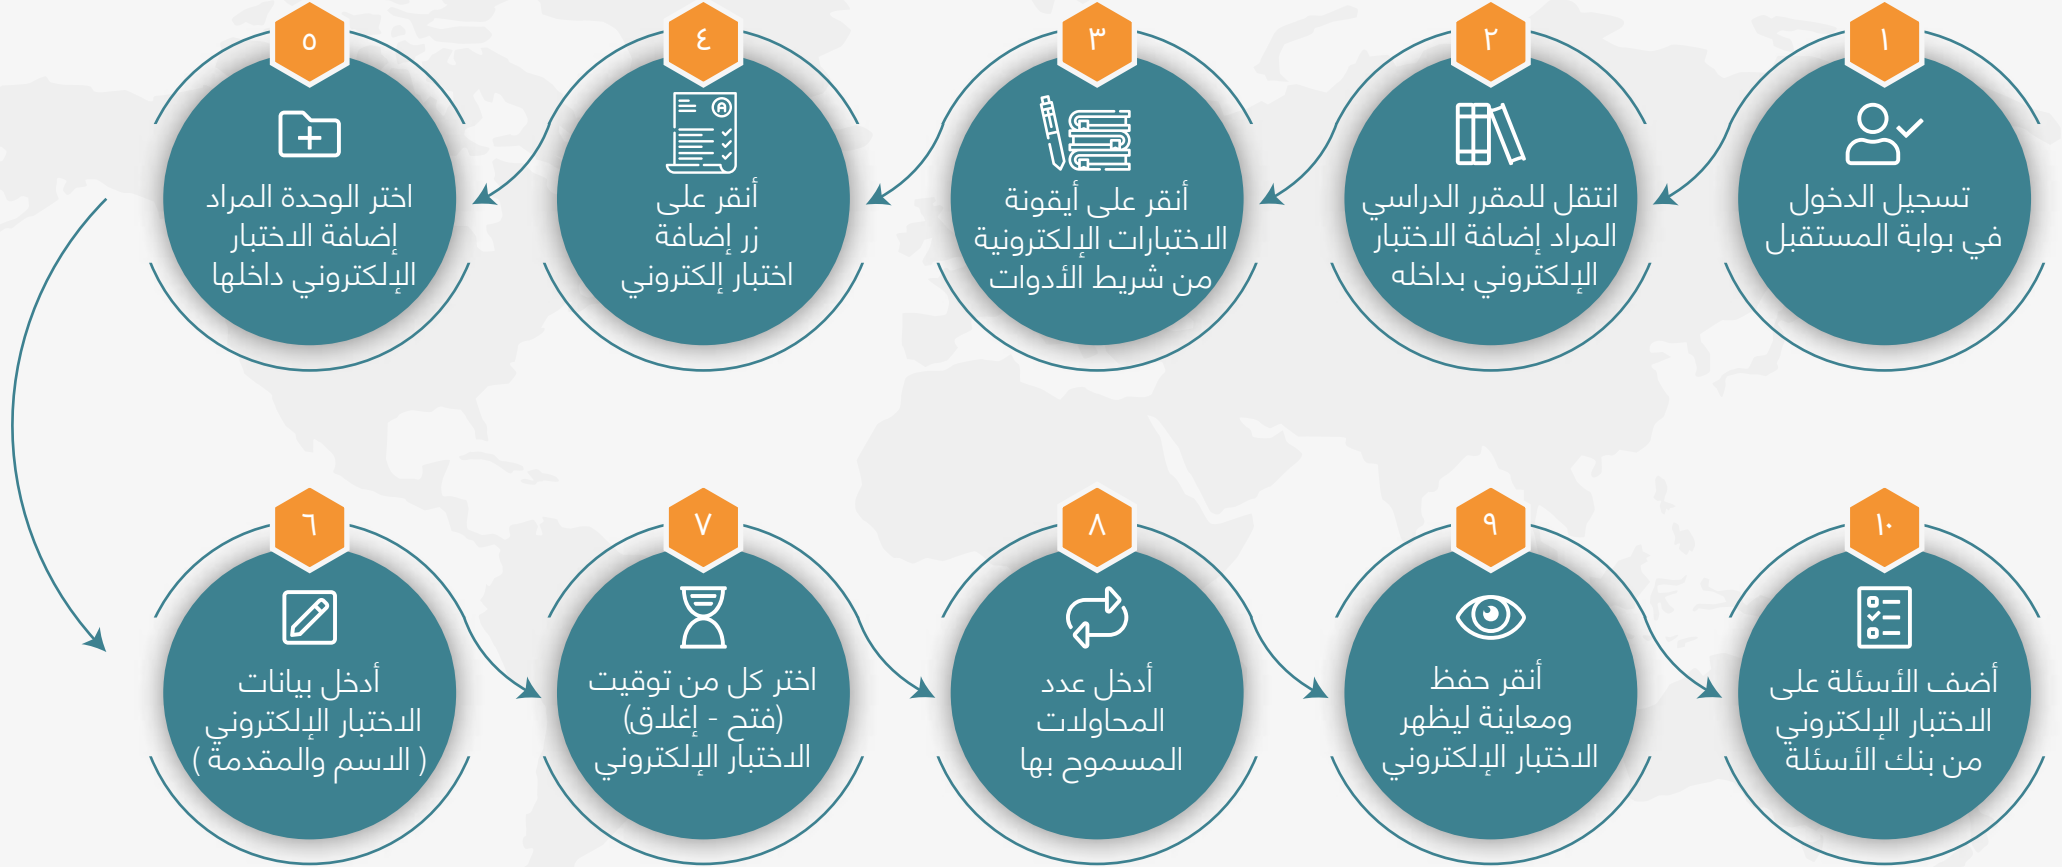 ١
تسجيل الدخول
في بوابة المستقبل
٢
انتقل للمقرر الدراسي
المراد إضافة الاختبار
الإلكتروني بداخله
٣
أنقر على أيقونة
الاختبارات الإلكترونية
من شريط الأدوات
٤
أنقر على
زر إضافة
اختبار إلكتروني
٥
اختر الوحدة المراد
إضافة الاختبار
الإلكتروني داخلها
٦
أدخل بيانات
الاختبار الإلكتروني
( الاسم والمقدمة )
٧
اختر كل من توقيت
(فتح - إغلاق)
الاختبار الإلكتروني
٨
أدخل عدد
المحاولات
المسموح بها
٩
أنقر حفظ
ومعاينة ليظهر
الاختبار الإلكتروني
١٠
أضف الأسئلة على
الاختبار الإلكتروني
من بنك الأسئلة